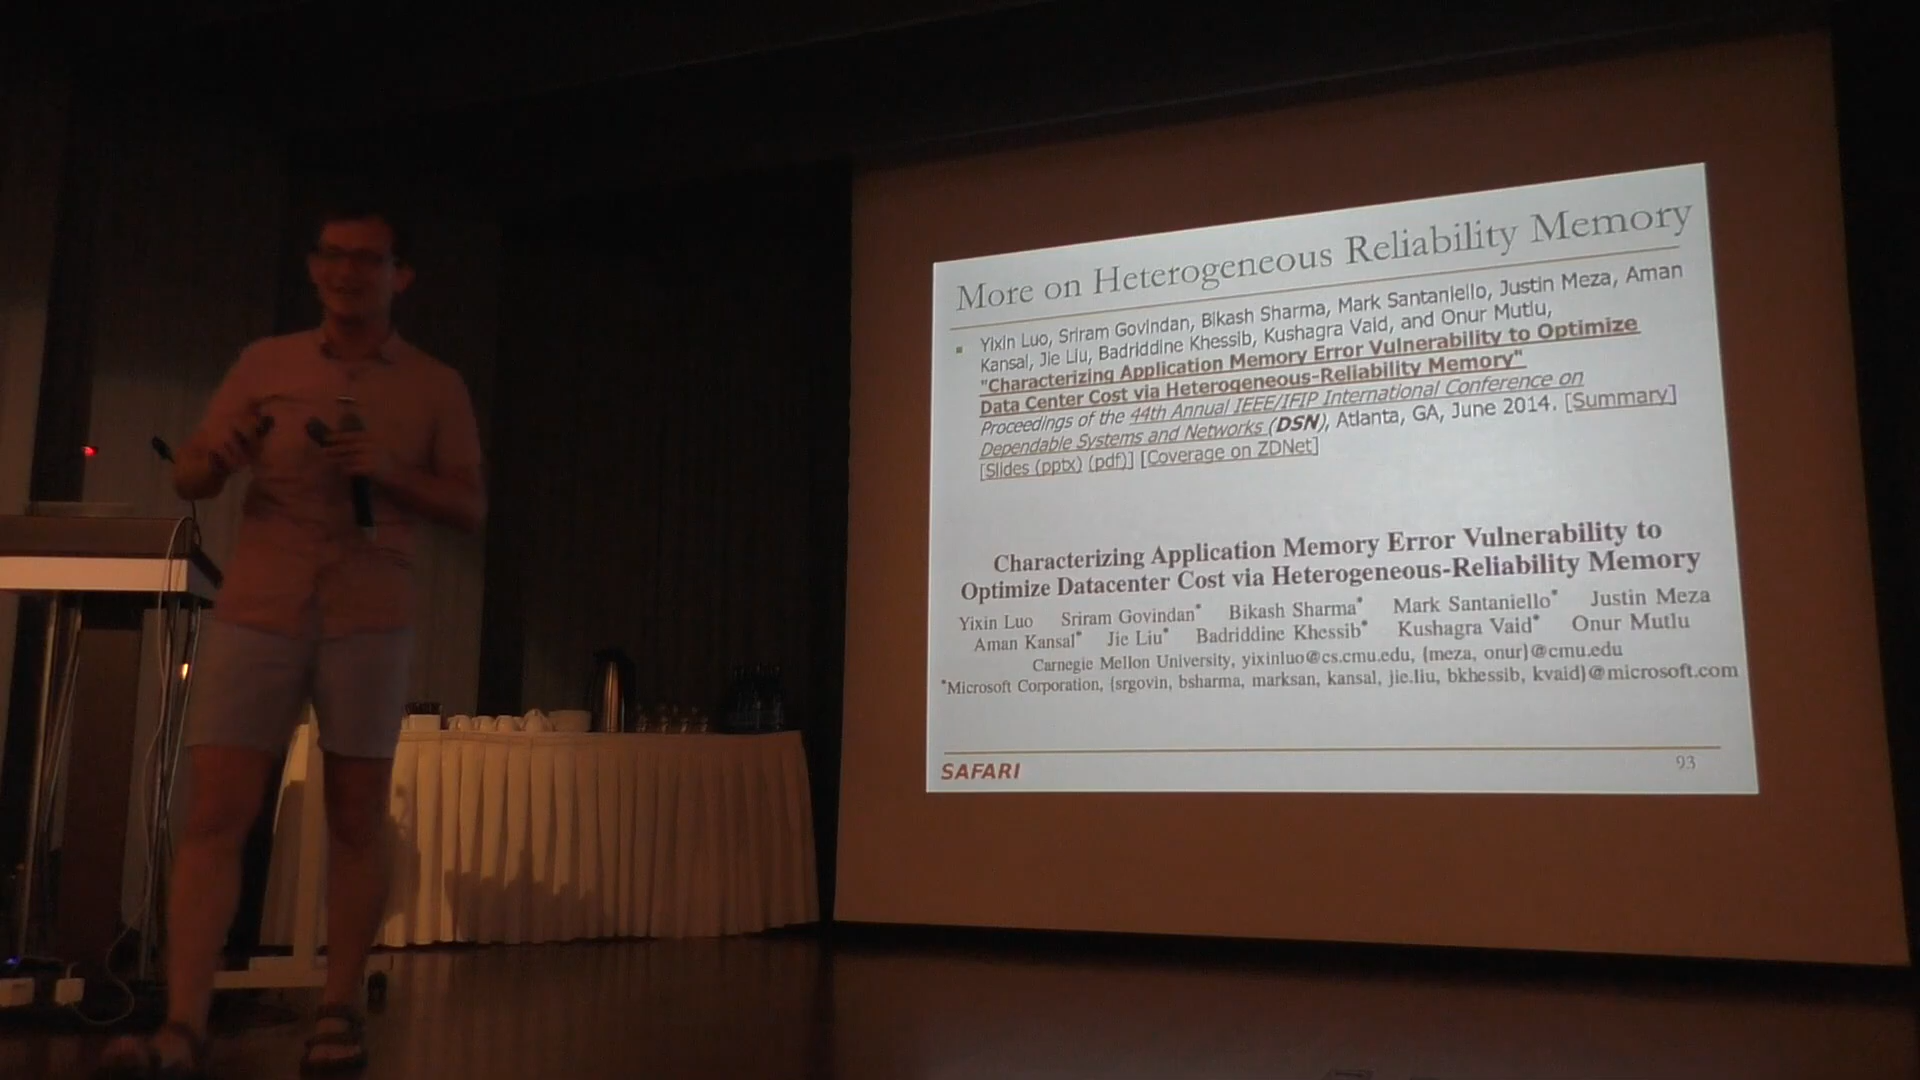 More on Heterogeneous Reliability Memory
▪ Yixin Luo, Sriram Govindan, Bikash Sharma, Mark Santaniello, Justin Meza, Aman
Kansal, Jie Liu, Badriddine Khessib, Kushagra Vaid, and Onur Mutlu,
"Characterizing Application Memory Error Vulnerability to Optimize
Data Center Cost via Heterogeneous-Reliability Memory"
Proceedings of the 44th Annual IEEE/IFIP International Conference on
Dependable Systems and Networks (DSN), Atlanta, GA, June 2014. [Summary]
[Slides (pptx) (pdf)] [Coverage on ZDNet]
Characterizing Application Memory Error Vulnerability to
Optimize Datacenter Cost via Heterogeneous-Reliability Memory
Yixin Luo Sriram Govindan* Bikash Sharma* Mark Santaniello* Justin Meza
Aman Kansal* Jie Liu* Badriddine Khessib* Kushagra Vaid* Onur Mutlu
Carnegie Mellon University, yixinluo@cs.cmu.edu, {meza, onur}@cmu.edu
*Microsoft Corporation, {srgovin, bsharma, marksan, kansal, jie.liu, bkhessib, kvaid}@microsoft.com
SAFARI
93